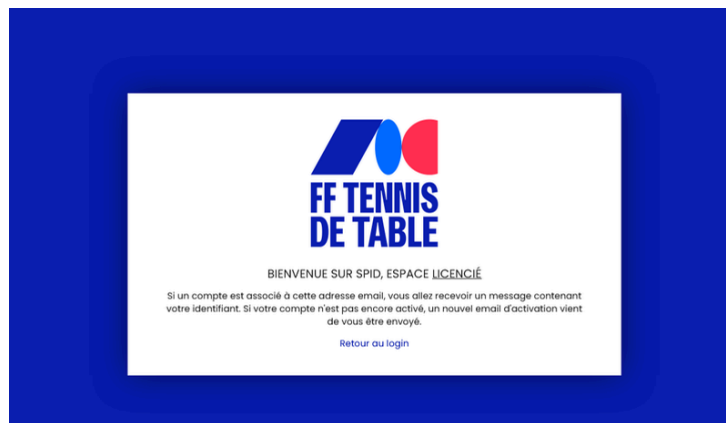 FF TENNIS
DE TABLE
BIENVENUE SUR SPID, ESPACE LICENCIÉ
Si un compte est associé à cette adresse email, vous allez recevoir un message contenant
votre identifiant. Si votre compte n'est pas encore activé, un nouvel email d'activation vient
de vous être envoyé.
Retour au login